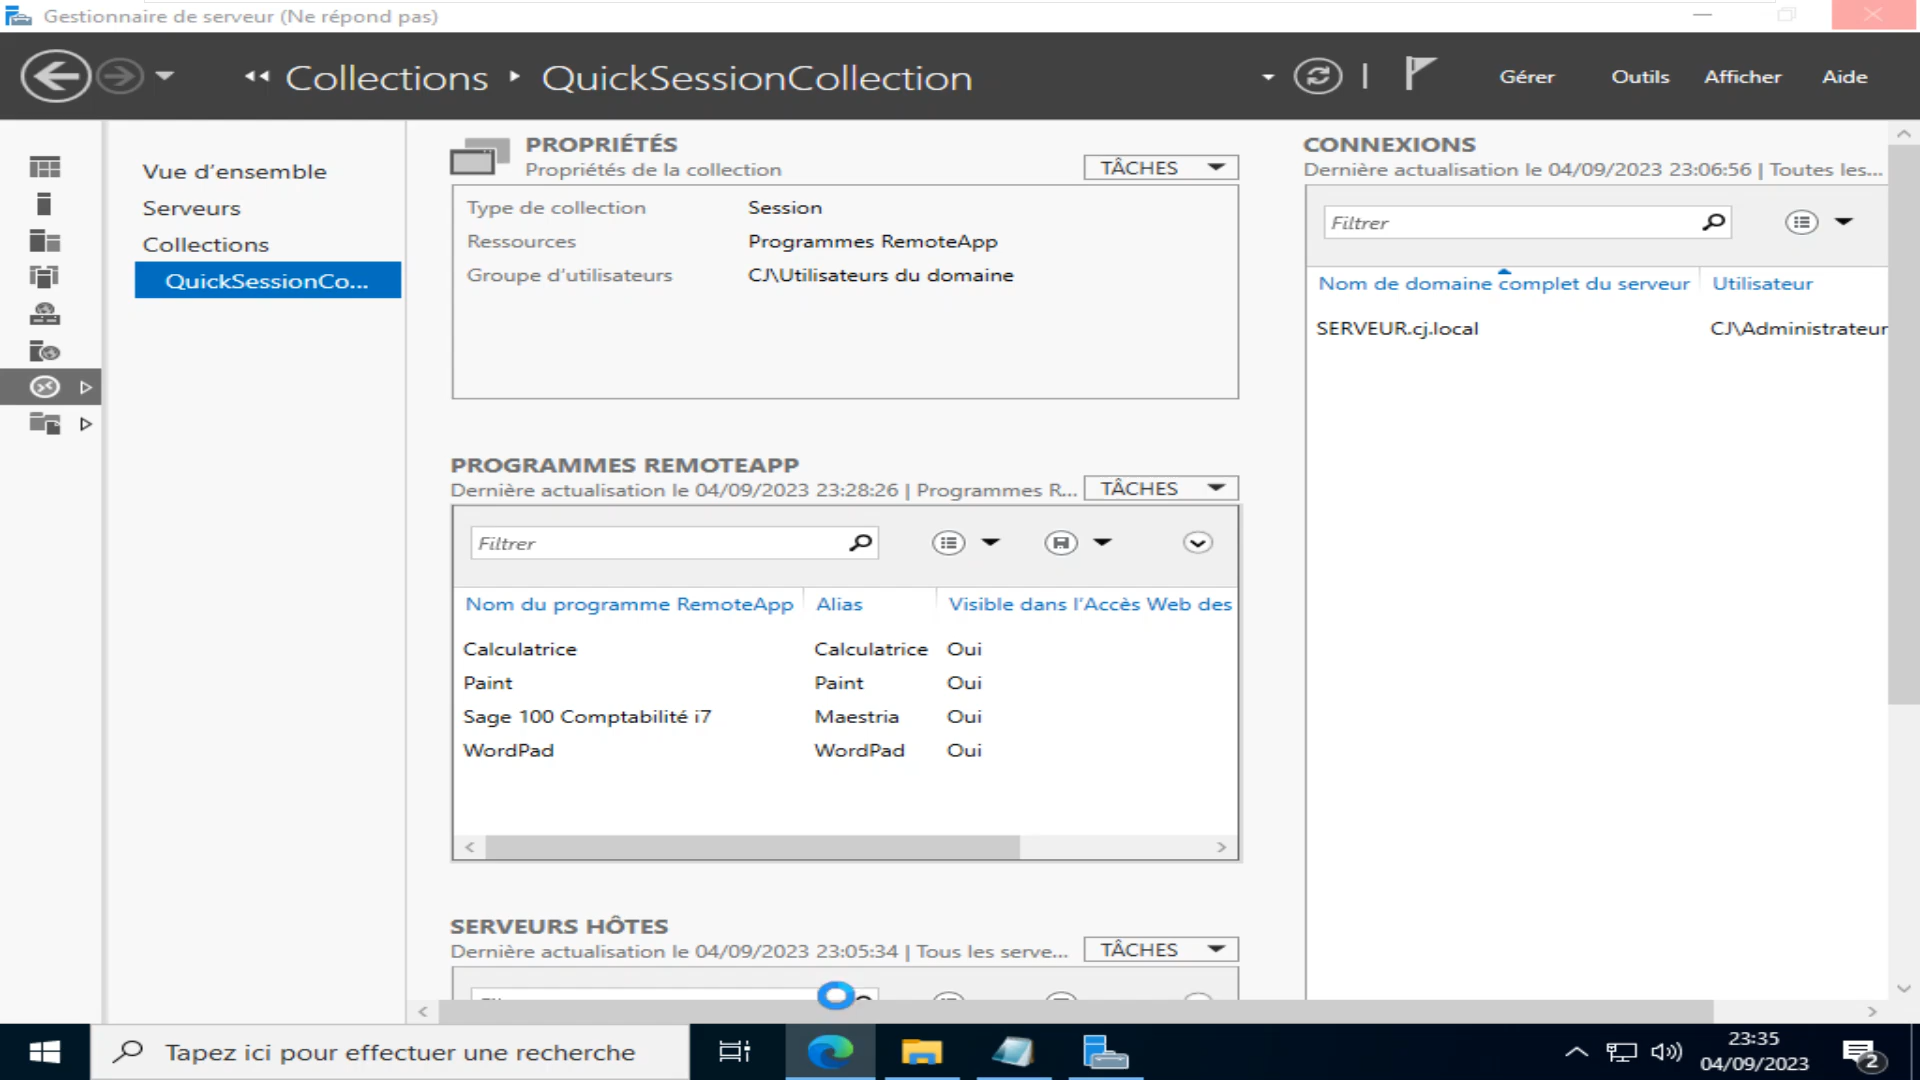 Gestionnaire de serveur (Ne répond pas)
Collections QuickSessionCollection
Gérer Outils Afficher Aide
Vue d'ensemble
Serveurs
Collections
QuickSessionCo...
PROPRIÉTÉS
Propriétés de la collection
TÂCHES
Type de collection Session
Ressources Programmes RemoteApp
Groupe d'utilisateurs CJ\Utilisateurs du domaine
PROGRAMMES REMOTEAPP
Dernière actualisation le 04/09/2023 23:28:26 | Programmes R...
TÂCHES
Filtrer
Nom du programme RemoteApp Alias Visible dans l'Accès Web des
Calculatrice Calculatrice Oui
Paint Paint Oui
Sage 100 Comptabilité i7 Maestria Oui
WordPad WordPad Oui
SERVEURS HÔTES
Dernière actualisation le 04/09/2023 23:05:34 | Tous les serve...
TÂCHES
CONNEXIONS
Dernière actualisation le 04/09/2023 23:06:56 | Toutes les...
Filtrer
Nom de domaine complet du serveur Utilisateur
SERVEUR.cj.local CJ\Administrateur
Tapez ici pour effectuer une recherche
23:35
04/09/2023
2